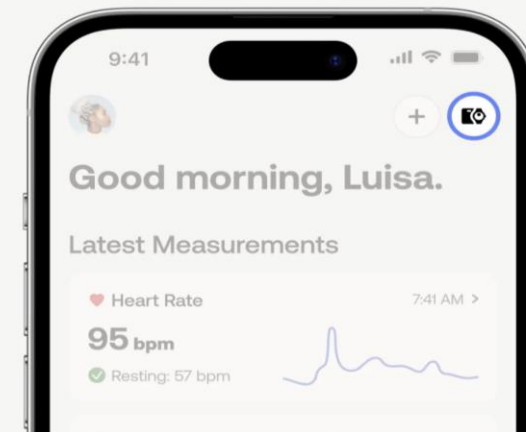 9:41
Good morning, Luisa.
Latest Measurements
Heart Rate 7:41 AM >
95 bpm
Resting: 57 bpm